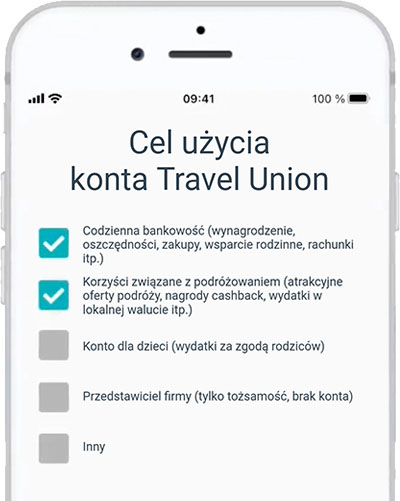 09:41
100 %
Cel użycia
konta Travel Union
Codzienna bankowość (wynagrodzenie,
oszczędności, zakupy, wsparcie rodzinne, rachunki
itp.)
Korzyści związane z podróżowaniem (atrakcyjne
oferty podróży, nagrody cashback, wydatki w
lokalnej walucie itp.)
Konto dla dzieci (wydatki za zgodą rodziców)
Przedstawiciel firmy (tylko tożsamość, brak konta)
Inny